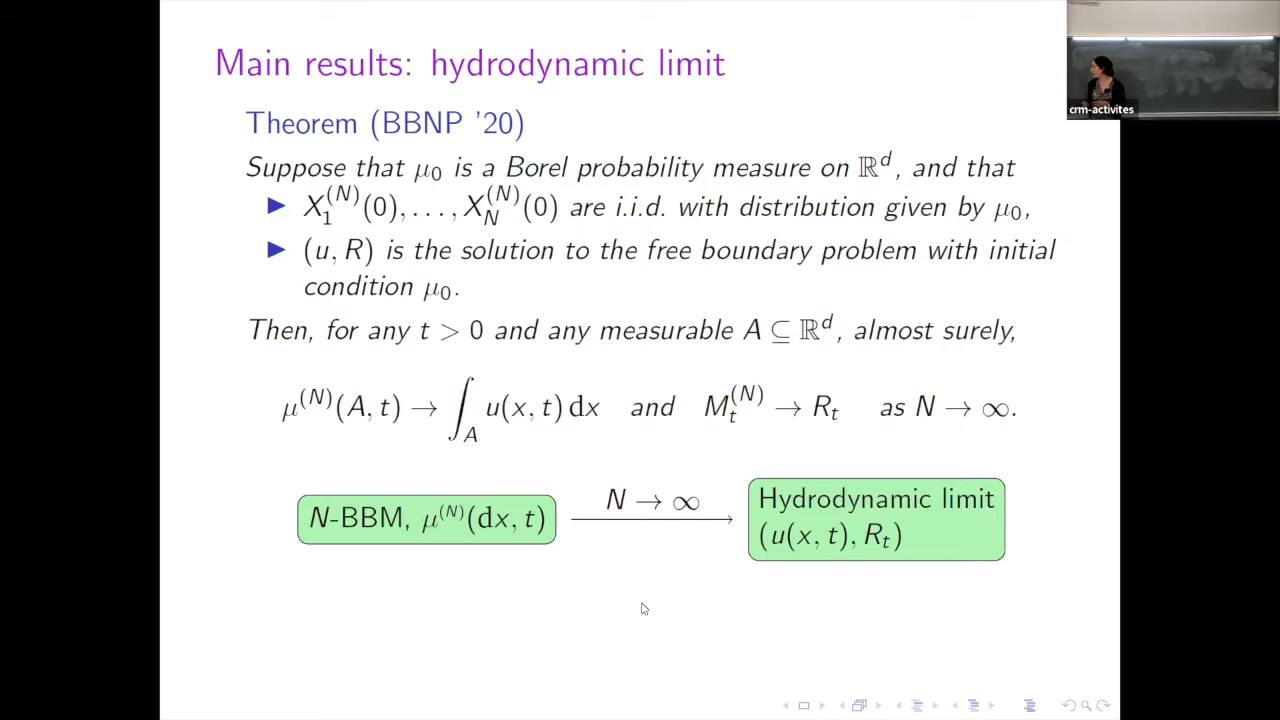 Main results: hydrodynamic limit
crm-activites
Theorem (BBNP '20)
Suppose that μ₀ is a Borel probability measure on ℝᵈ, and that
▶ X₁⁽ᴺ⁾(0), . . . , X_N⁽ᴺ⁾(0) are i.i.d. with distribution given by μ₀,
▶ (u, R) is the solution to the free boundary problem with initial
condition μ₀.
Then, for any t > 0 and any measurable A ⊆ ℝᵈ, almost surely,
μ⁽ᴺ⁾(A, t) → ∫_A u(x, t) dx and M_t⁽ᴺ⁾ → R_t as N → ∞.
N-BBM, μ⁽ᴺ⁾(dx, t)
N → ∞
Hydrodynamic limit
(u(x, t), R_t)